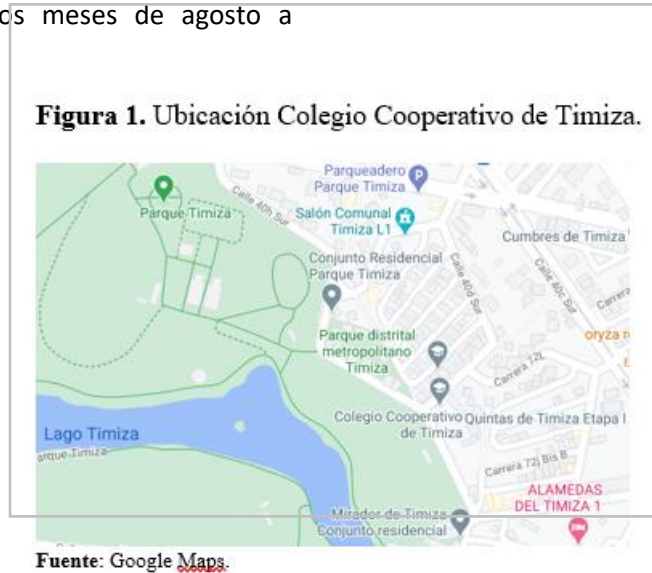 os meses de agosto a
Figura 1. Ubicación Colegio Cooperativo de Timiza.
Parqueadero
Parque Timiza
Parque Timiza
Calle 40h Sur
Salón Comunal
Timiza L1
Cumbres de Timiza
Conjunto Residencial
Parque Timiza
Calle 40d Sur
Calle 40c Sur
Carrera
Parque distrital
metropolitano
Timiza
oryza r
Carrera 72L
Colegio Cooperativo
de Timiza
Quintas de Timiza Etapa I
Lago Timiza
arque Timiza
Carrera 72j Bis B
ALAMEDAS
DEL TIMIZA 1
Mirador de Timiza
Conjunto residencial
Fuente: Google Maps.